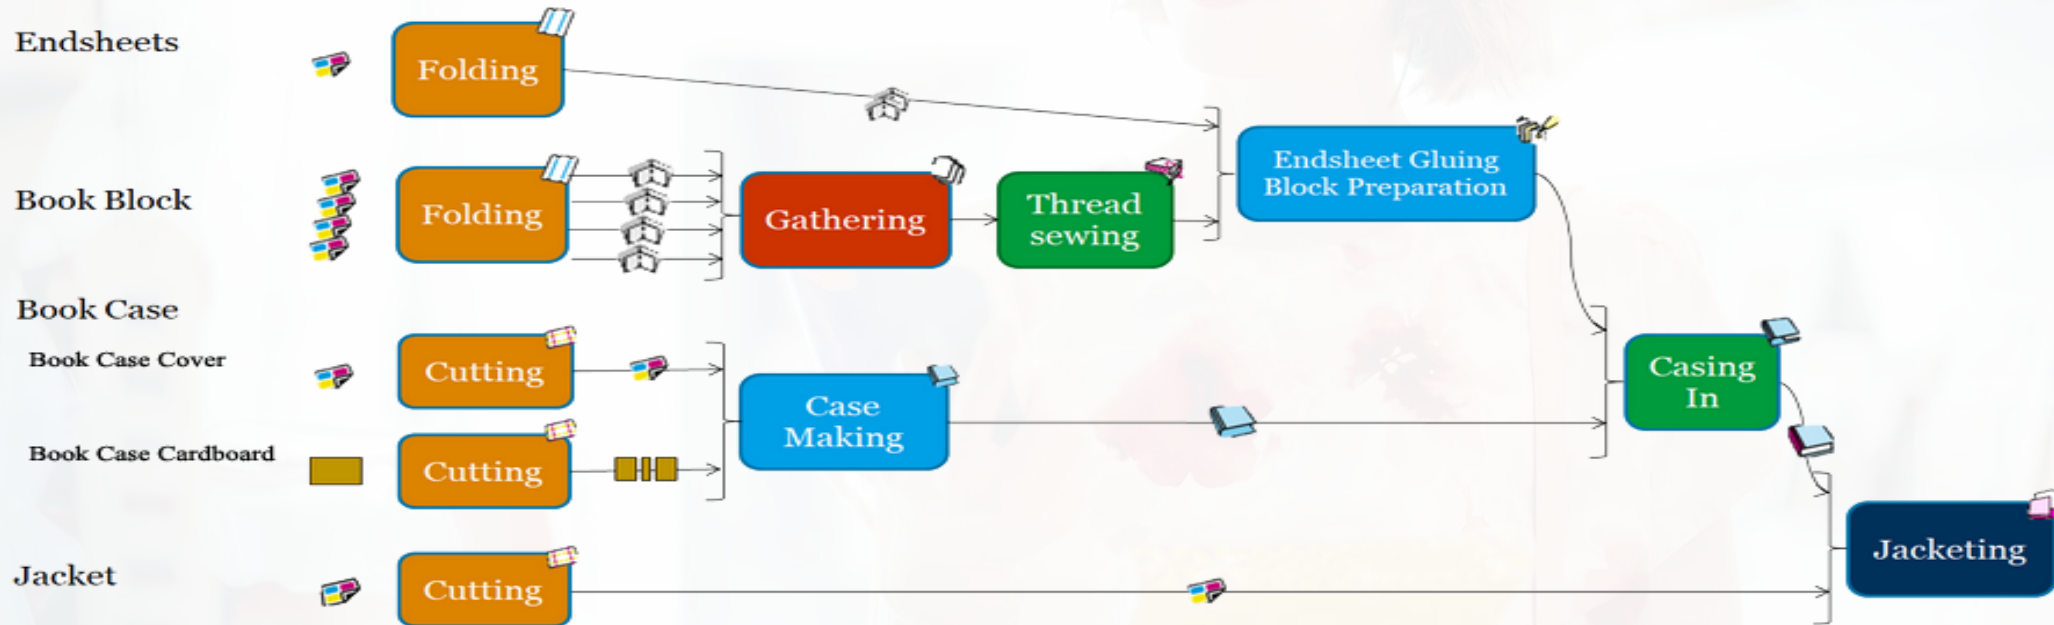 Endsheets
Folding
Book Block
Folding
Gathering
Thread
sewing
Endsheet Gluing
Block Preparation
Book Case
Book Case Cover
Cutting
Case
Making
Casing
In
Book Case Cardboard
Cutting
Jacket
Cutting
Jacketing